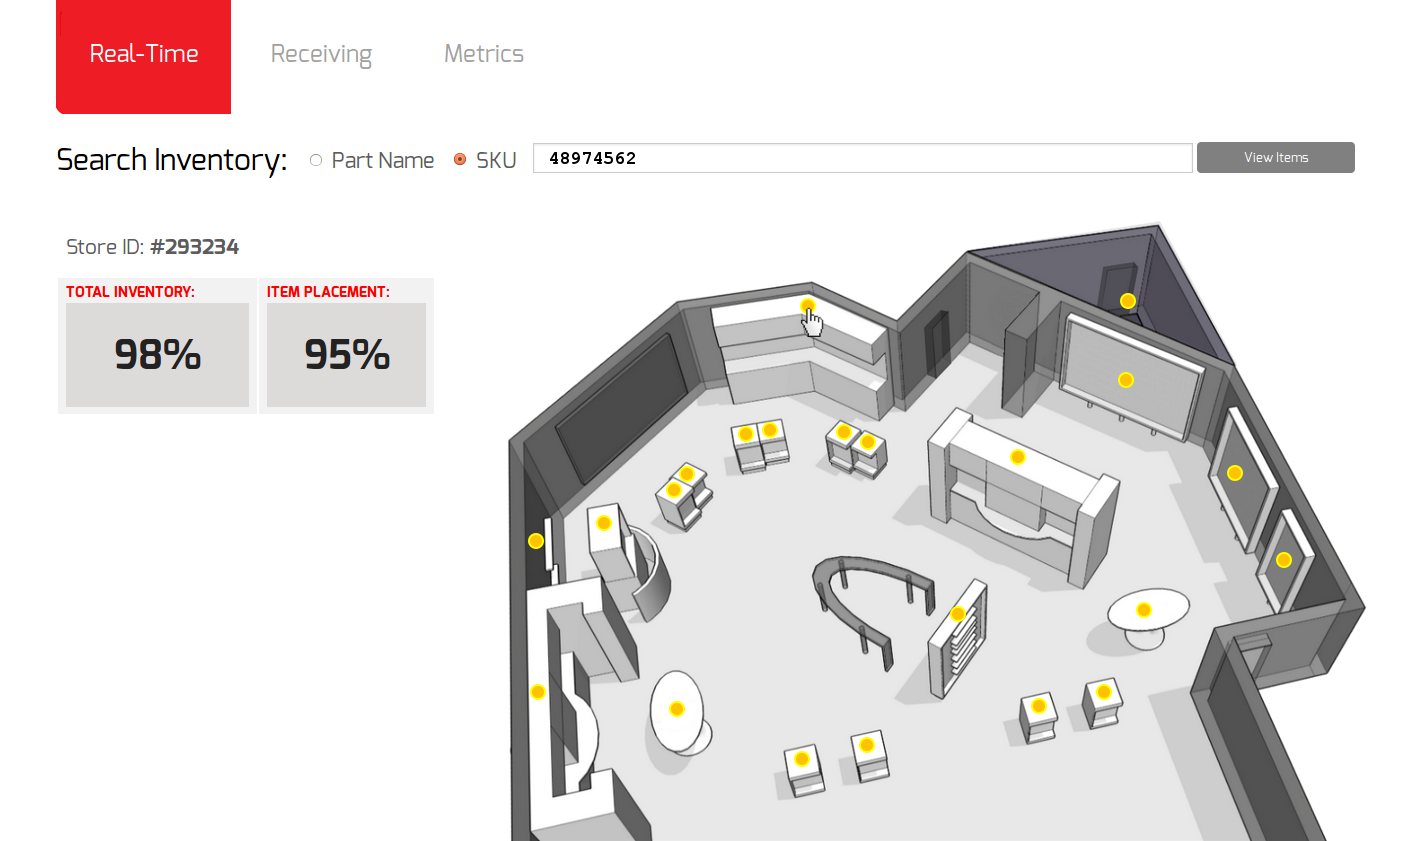 Real-Time Receiving Metrics
Search Inventory: Part Name SKU 48974562 View Items
Store ID: #293234
TOTAL INVENTORY: ITEM PLACEMENT:
98% 95%